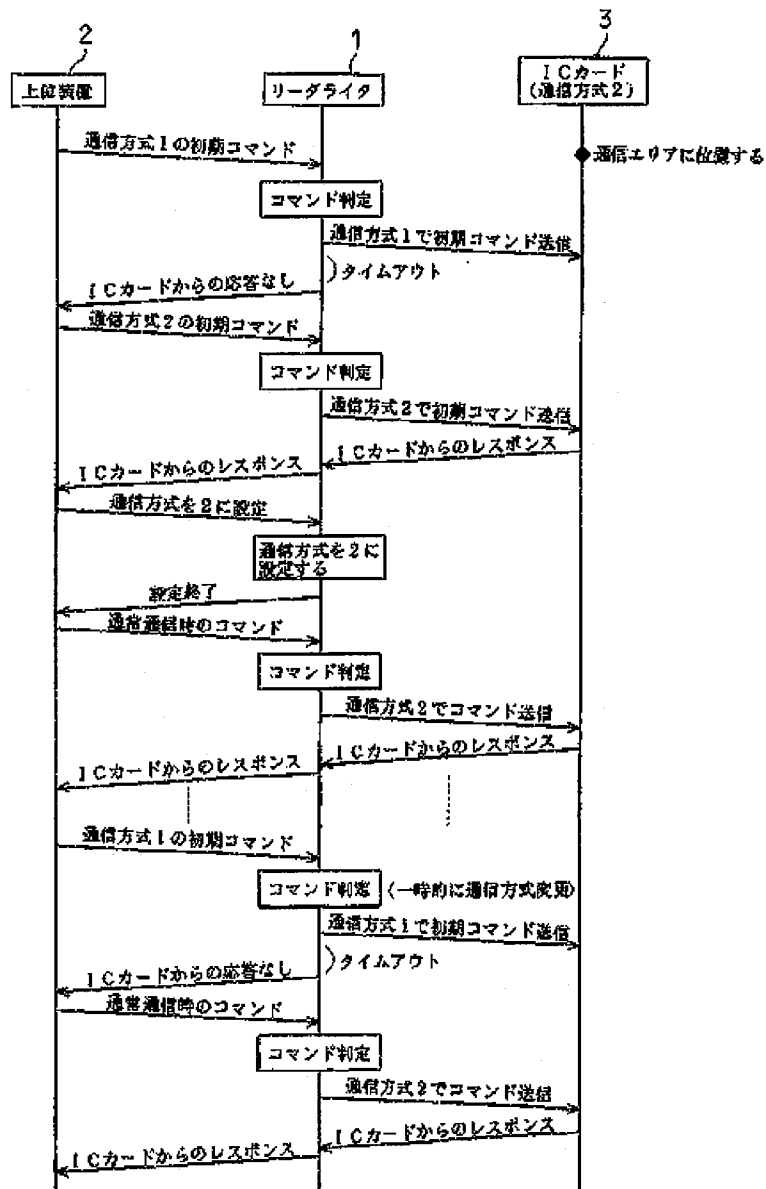 2
1
3
上位装置
リーダライタ
ICカード
(通信方式2)
通信方式1の初期コマンド
通信エリアに位置する
コマンド判定
通信方式1で初期コマンド送信
タイムアウト
ICカードからの応答なし
通信方式2の初期コマンド
コマンド判定
通信方式2で初期コマンド送信
ICカードからのレスポンス
ICカードからのレスポンス
通信方式を2に設定
通信方式を2に
設定する
設定終了
通常通信時のコマンド
コマンド判定
通信方式2でコマンド送信
ICカードからのレスポンス
ICカードからのレスポンス
通信方式1の初期コマンド
コマンド判定
(一時的に通信方式変更)
通信方式1で初期コマンド送信
タイムアウト
ICカードからの応答なし
通常通信時のコマンド
コマンド判定
通信方式2でコマンド送信
ICカードからのレスポンス
ICカードからのレスポンス